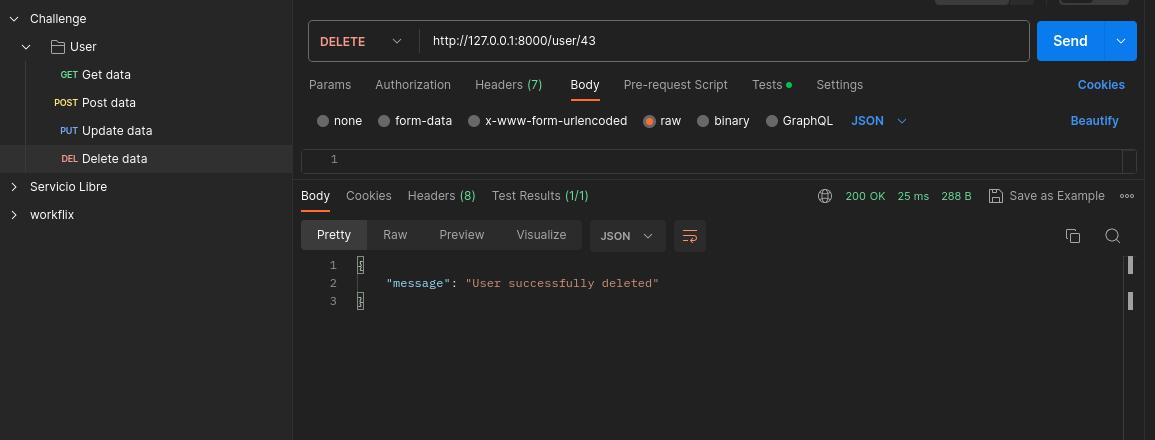 Challenge
User
GET Get data
POST Post data
PUT Update data
DEL Delete data
Servicio Libre
workflix
DELETE http://127.0.0.1:8000/user/43 Send
Params Authorization Headers (7) Body Pre-request Script Tests Settings Cookies
none form-data x-www-form-urlencoded raw binary GraphQL JSON Beautify
1
Body Cookies Headers (8) Test Results (1/1) 200 OK 25 ms 288 B Save as Example
Pretty Raw Preview Visualize JSON
1 {
2 "message": "User successfully deleted"
3 }